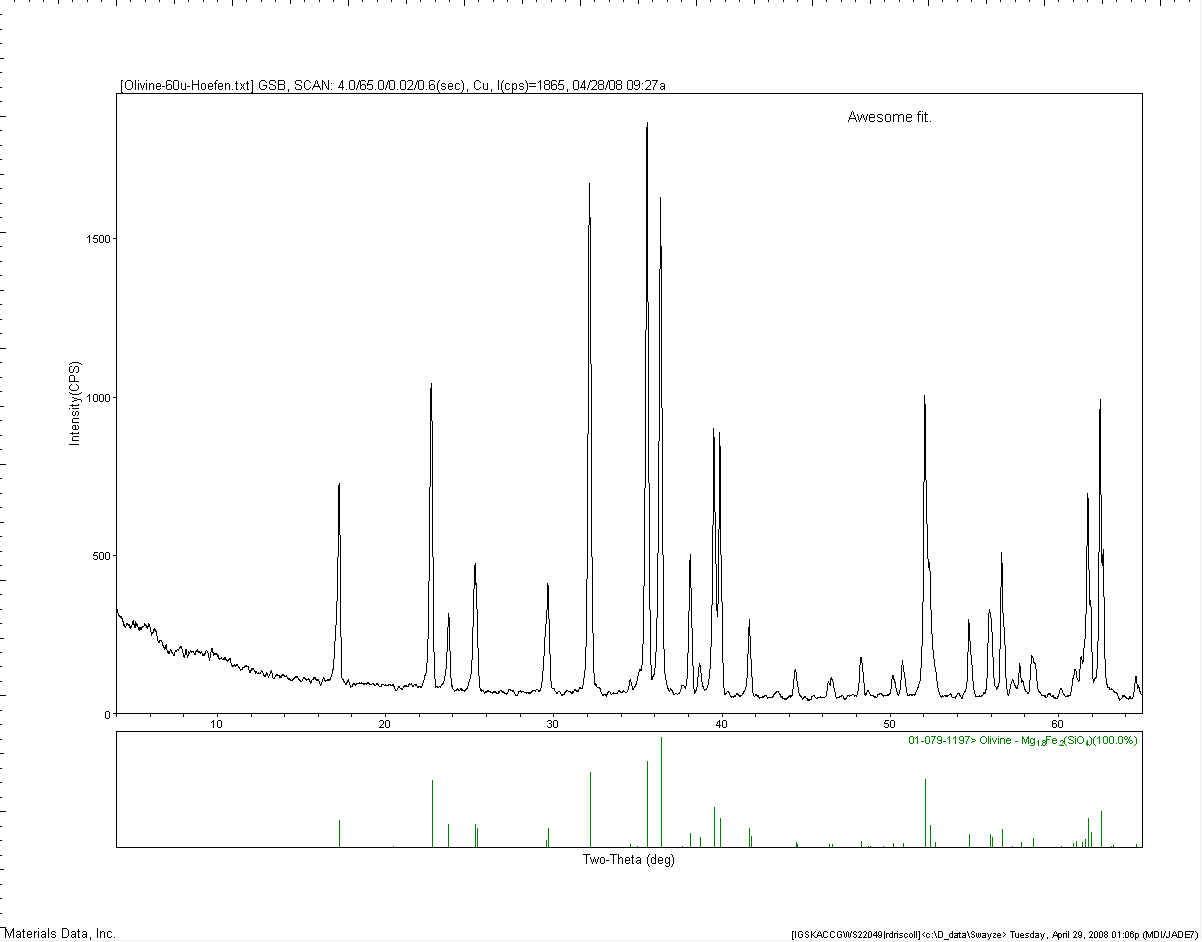 [Olivine-60u-Hoefen.txt] GSB, SCAN: 4.0/65.0/0.02/0.6(sec), Cu, I(cps)=1865, 04/28/08 09:27a
Awesome fit.
Intensity(CPS)
1500
1000
500
0
10 20 30 40 50 60
01-079-1197> Olivine - Mg1.8Fe.2(SiO4)(100.0%)
Two-Theta (deg)
Materials Data, Inc.
[IGSKACCGWS22049|rdriscoll]<c:\D_data\Swayze> Tuesday, April 29, 2008 01:06p (MDI/JADE7)